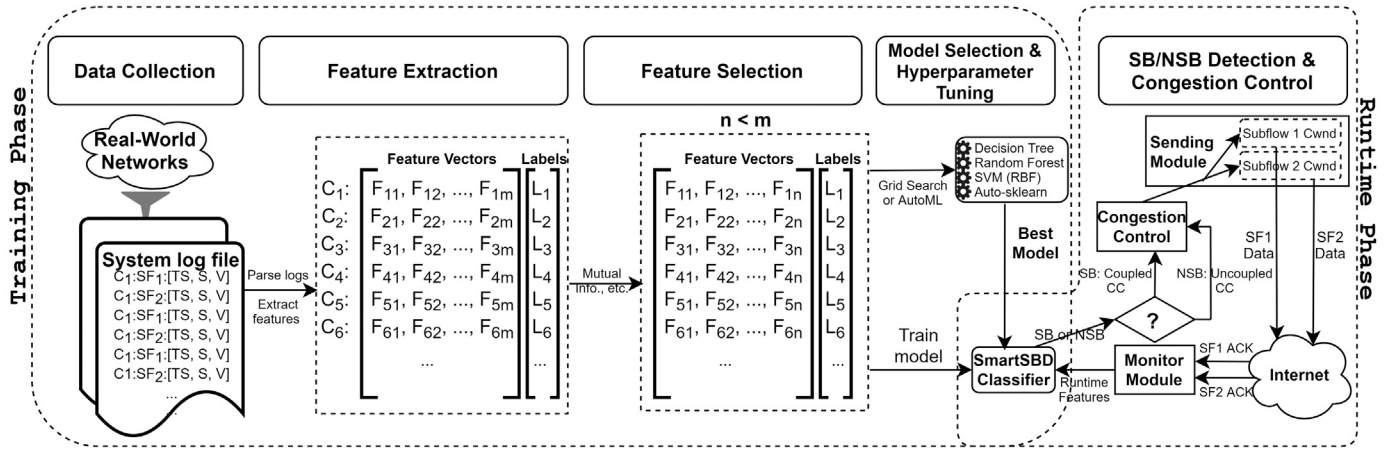 Training Phase
Data Collection
Real-World
Networks
System log file
C1:SF1:[TS, S, V]
C1:SF2:[TS, S, V]
C1:SF1:[TS, S, V]
C1:SF2:[TS, S, V]
C1:SF1:[TS, S, V]
C1:SF2:[TS, S, V]
...
...
Parse logs
Extract
features
Feature Extraction
Feature Vectors Labels
C1: F11, F12, ..., F1m L1
C2: F21, F22, ..., F2m L2
C3: F31, F32, ..., F3m L3
C4: F41, F42, ..., F4m L4
C5: F51, F52, ..., F5m L5
C6: F61, F62, ..., F6m L6
... ...
Mutual
Info., etc.
Feature Selection
n < m
Feature Vectors Labels
F11, F12, ..., F1n L1
F21, F22, ..., F2n L2
F31, F32, ..., F3n L3
F41, F42, ..., F4n L4
F51, F52, ..., F5n L5
F61, F62, ..., F6n L6
... ...
Grid Search
or AutoML
Train
model
Model Selection &
Hyperparameter
Tuning
Decision Tree
Random Forest
SVM (RBF)
Auto-sklearn
Best
Model
SmartSBD
Classifier
SB or NSB
Runtime
Features
SB/NSB Detection &
Congestion Control
Sending
Module
Subflow 1 Cwnd
Subflow 2 Cwnd
Congestion
Control
SB: Coupled
CC
NSB: Uncoupled
CC
?
SF1
Data
SF2
Data
Monitor
Module
SF1 ACK
SF2 ACK
Internet
Runtime Phase